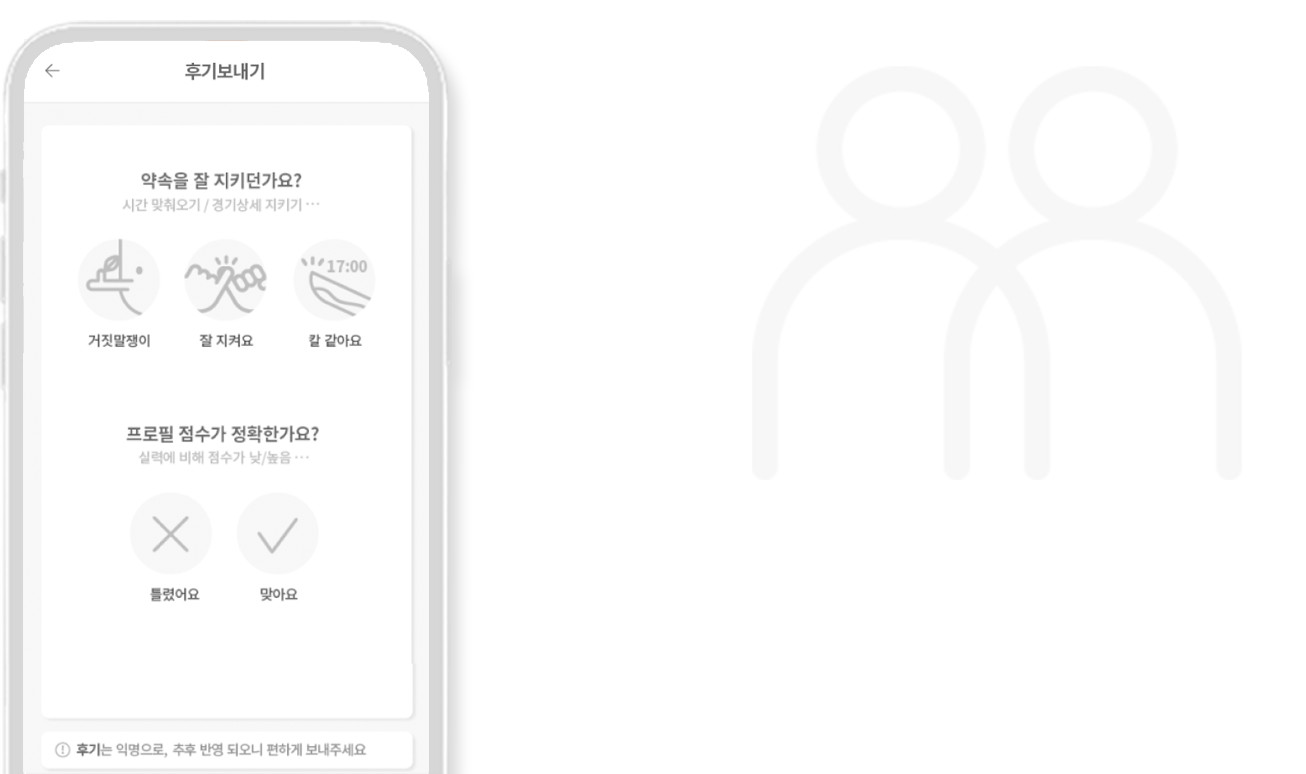 후기보내기
약속을 잘 지키던가요?
시간 맞춰오기 / 경기상세 지키기 ···
17:00
거짓말쟁이 잘 지켜요 칼 같아요
프로필 점수가 정확한가요?
실력에 비해 점수가 낮/높음 ···
틀렸어요 맞아요
후기는 익명으로, 추후 반영 되오니 편하게 보내주세요